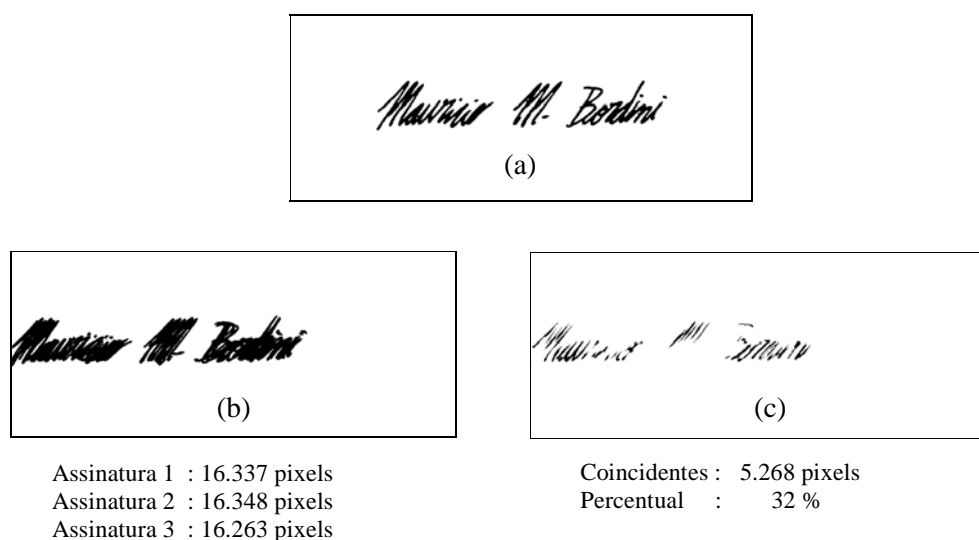 Mauricio M. Bordini
(a)
Mauricio M. Bordini
(b)
(c)
Assinatura 1 : 16.337 pixels
Assinatura 2 : 16.348 pixels
Assinatura 3 : 16.263 pixels
Coincidentes : 5.268 pixels
Percentual : 32 %